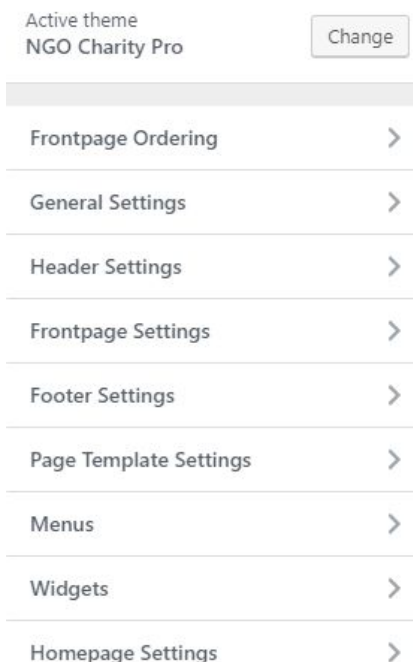 Active theme
NGO Charity Pro
Change
Frontpage Ordering
General Settings
Header Settings
Frontpage Settings
Footer Settings
Page Template Settings
Menus
Widgets
Homepage Settings